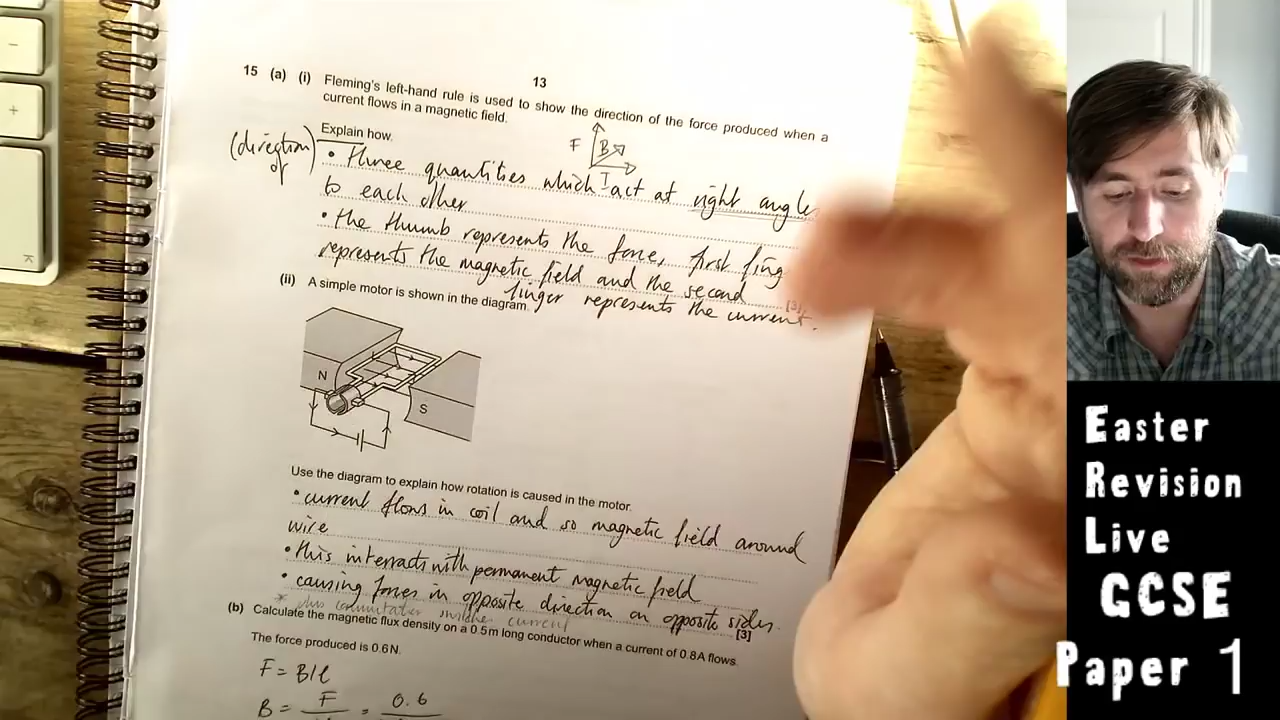 13
15 (a) (i) Fleming's left-hand rule is used to show the direction of the force produced when a
current flows in a magnetic field.
Explain how.
F B I
(direction of)
• three quantities which act at right angle
to each other
• the thumb represents the force, first fing
represents the magnetic field and the second
finger represents the current.
[3]
(ii) A simple motor is shown in the diagram.
N
S
Use the diagram to explain how rotation is caused in the motor.
• current flows in coil and so magnetic field around
wire
• this interacts with permanent magnetic field
• causing forces in opposite direction on opposite sides.
* commutator switches current
[3]
(b) Calculate the magnetic flux density on a 0.5m long conductor when a current of 0.8A flows.
The force produced is 0.6N.
F = BIl
B = F = 0.6
Easter
Revision
Live
GCSE
Paper 1